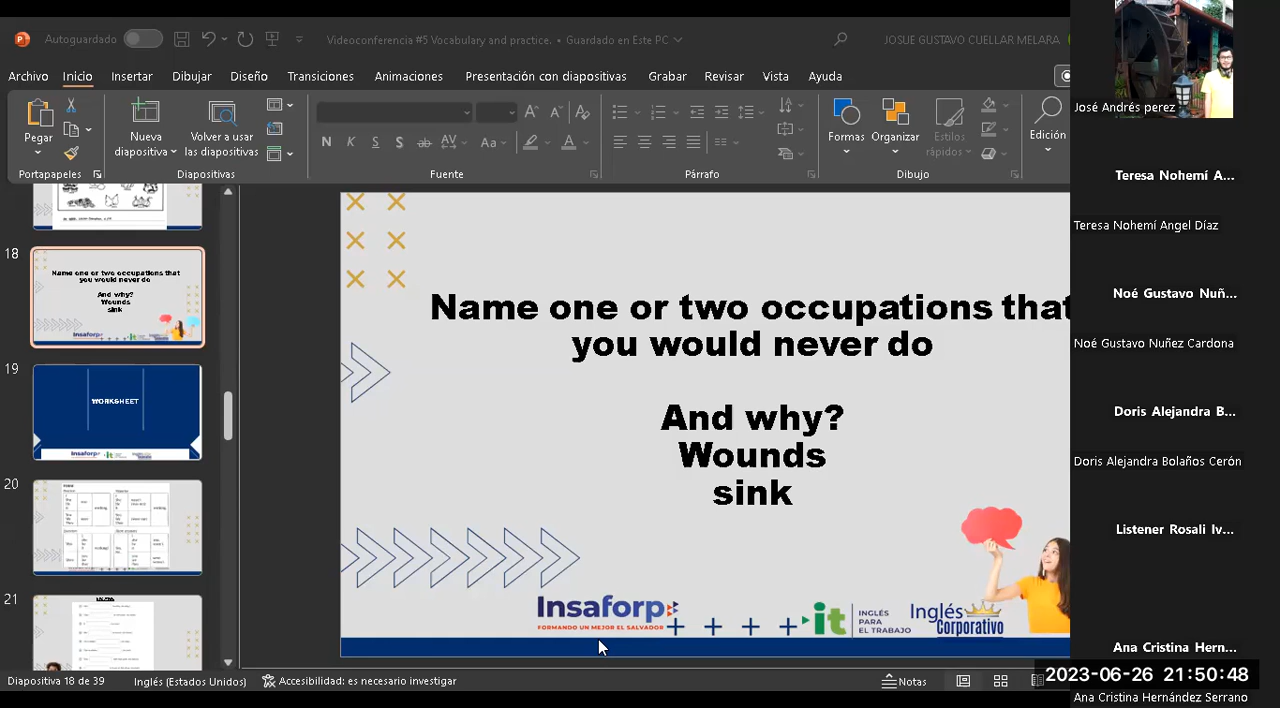 Autoguardado
Videoconferencia #5 Vocabulary and practice. • Guardado en Este PC
JOSUE GUSTAVO CUELLAR MELARA
Archivo Inicio Insertar Dibujar Diseño Transiciones Animaciones Presentación con diapositivas Grabar Revisar Vista Ayuda
Pegar
Nueva diapositiva
Volver a usar las diapositivas
Formas
Organizar
Estilos rápidos
Edición
Portapapeles
Diapositivas
Fuente
Párrafo
Dibujo
18
Name one or two occupations that
you would never do
And why?
Wounds
sink
19
WORKSHEET
20
21
Name one or two occupations that
you would never do
And why?
Wounds
sink
Insaforp
FORMANDO UN MEJOR EL SALVADOR
it
INGLÉS
PARA
EL TRABAJO
Inglés
Corporativo
Diapositiva 18 de 39
Inglés (Estados Unidos)
Accesibilidad: es necesario investigar
Notas
José Andrés perez
Teresa Nohemí A...
Teresa Nohemí Angel Díaz
Noé Gustavo Nuñ...
Noé Gustavo Nuñez Cardona
Doris Alejandra B...
Doris Alejandra Bolaños Cerón
Listener Rosali Iv...
Ana Cristina Hern...
2023-06-26 21:50:48
Ana Cristina Hernández Serrano